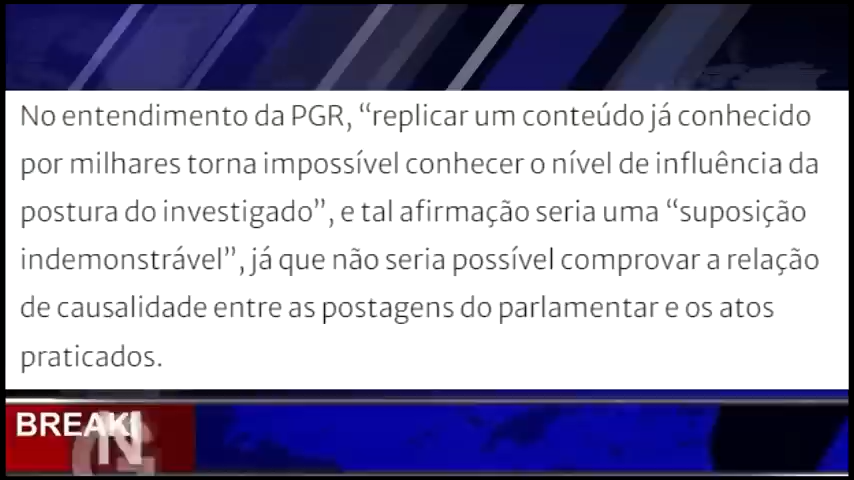 No entendimento da PGR, “replicar um conteúdo já conhecido
por milhares torna impossível conhecer o nível de influência da
postura do investigado”, e tal afirmação seria uma “suposição
indemonstrável”, já que não seria possível comprovar a relação
de causalidade entre as postagens do parlamentar e os atos
praticados.
BREAKI
N
G